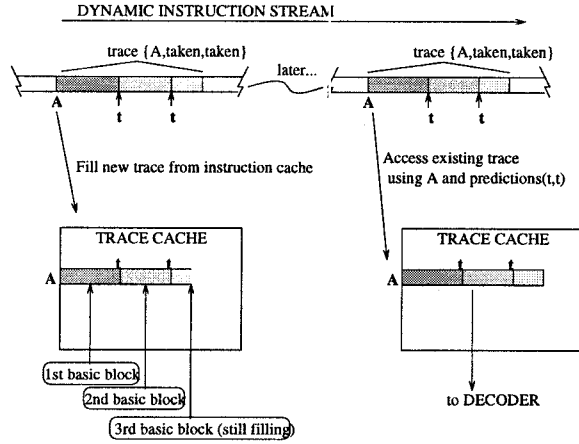 DYNAMIC INSTRUCTION STREAM
trace {A,taken,taken}
later...
trace {A,taken,taken}
A
t
t
A
t
t
Fill new trace from instruction cache
Access existing trace
using A and predictions(t,t)
TRACE CACHE
t
t
A
1st basic block
2nd basic block
3rd basic block (still filling)
TRACE CACHE
t
t
A
to DECODER